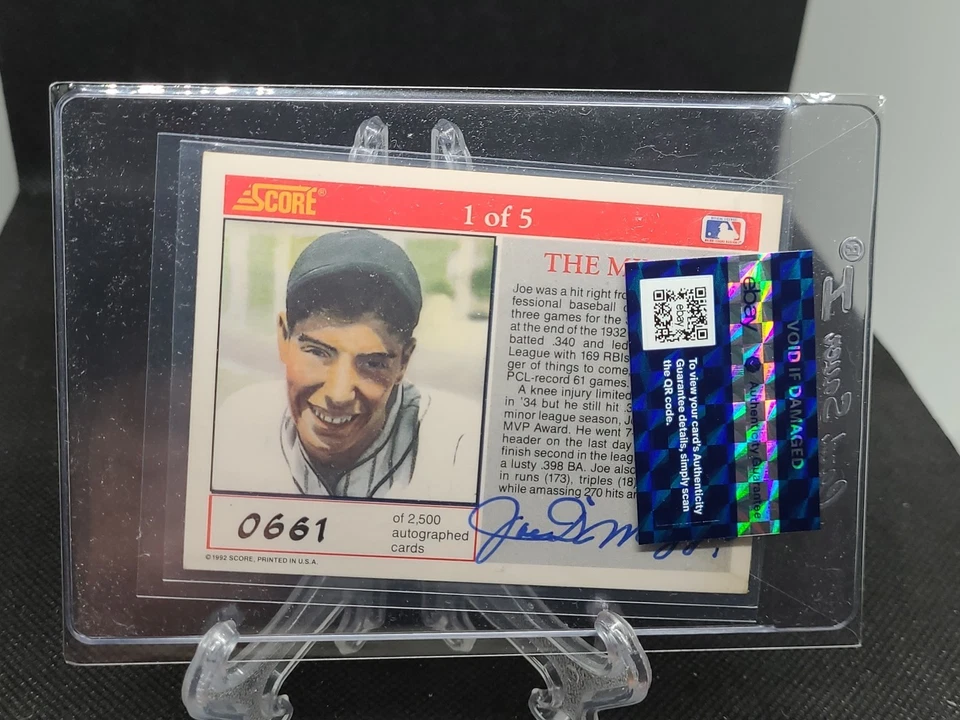 SCORE®
1 of 5
THE M
Joe was a hit right fro
fessional baseball
three games for the
at the end of the 1932
batted .340 and led
League with 169 RBIs
ger of things to come,
PCL-record 61 games.
A knee injury limited
in '34 but he still hit .3
minor league season, J
MVP Award. He went 7-
header on the last day
finish second in the leag
a lusty .398 BA. Joe also
in runs (173), triples (18)
while amassing 270 hits an
0661
of 2,500
autographed
cards
©1992 SCORE, PRINTED IN U.S.A.
ebay
To view your card's Authenticity
Guarantee details, simply scan
the QR code.
ebay
Authenticity Guarantee
VOID IF DAMAGED